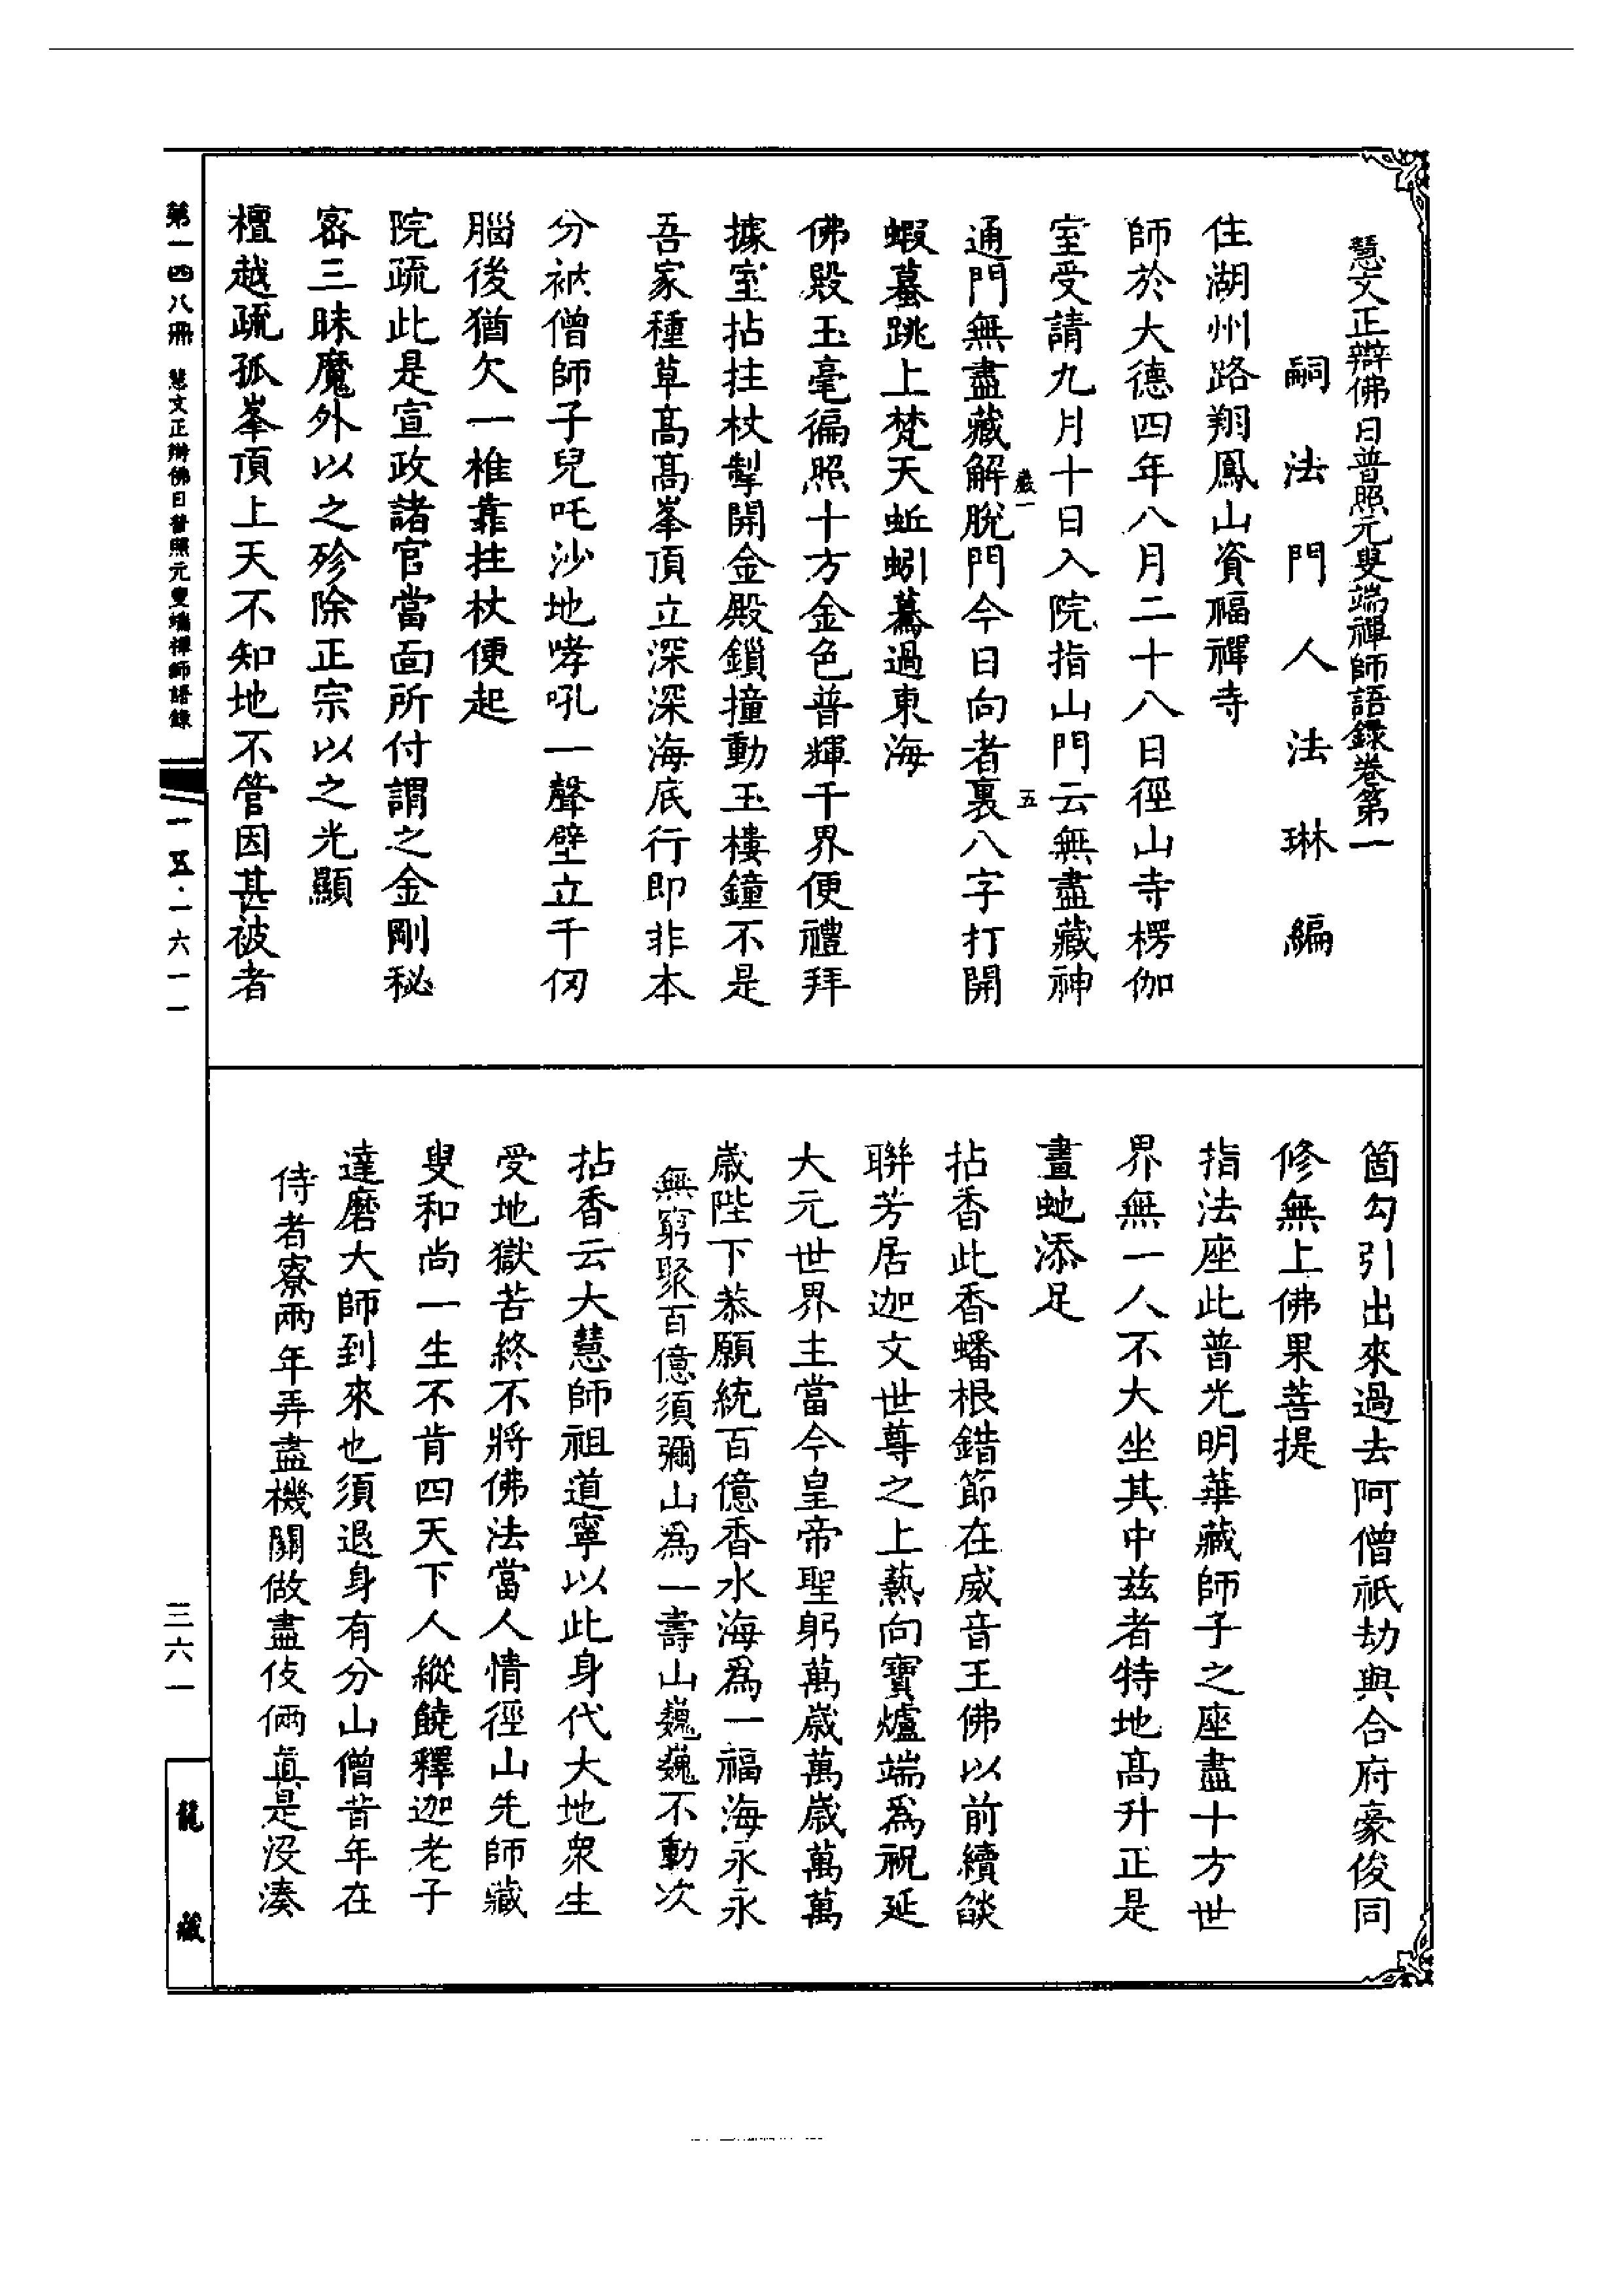 慧文正辯佛日普照元叟端禪師語録卷第一
嗣法門人法琳編
住湖州路翔鳳山資福禪寺
師於大德四年八月二十八日徑山寺楞伽
室受請九月十日入院指山門云無盡藏神
通門無盡藏解脫門今日向者裏八字打開
嚴一
五
蝦蟇跳上梵天蚯蚓驀過東海
佛殿玉毫徧照十方金色普輝千界便禮拜
據室拈拄杖掣開金殿鎖撞動玉樓鐘不是
吾家種草高高峯頂立深深海底行即非本
分衲僧師子兒吒沙地哮吼一聲壁立千仞
腦後猶欠一椎靠拄杖便起
院疏此是宣政諸官當面所付謂之金剛秘
密三昧魔外以之殄除正宗以之光顯
檀越疏孤峯頂上天不知地不管因甚被者
箇勾引出來過去阿僧祇劫與合府豪俊同
修無上佛果菩提
指法座此普光明華藏師子之座盡十方世
界無一人不大坐其中茲者特地高升正是
畫虵添足
拈香此香蟠根錯節在威音王佛以前續燄
聯芳居迦文世尊之上爇向寶爐端爲祝延
大元世界主當今皇帝聖躬萬歲萬歲萬萬
歲陛下恭願統百億香水海爲一福海永永
無窮聚百億須彌山爲一壽山巍巍不動次
拈香云大慧師祖道寧以此身代大地衆生
受地獄苦終不將佛法當人情徑山先師藏
叟和尚一生不肯四天下人縱饒釋迦老子
達磨大師到來也須退身有分山僧昔年在
侍者寮兩年弄盡機關做盡伎倆真是沒湊
第一四八冊 慧文正辯佛日普照元叟端禪師語錄
一五·一六一一
三六一
龍藏